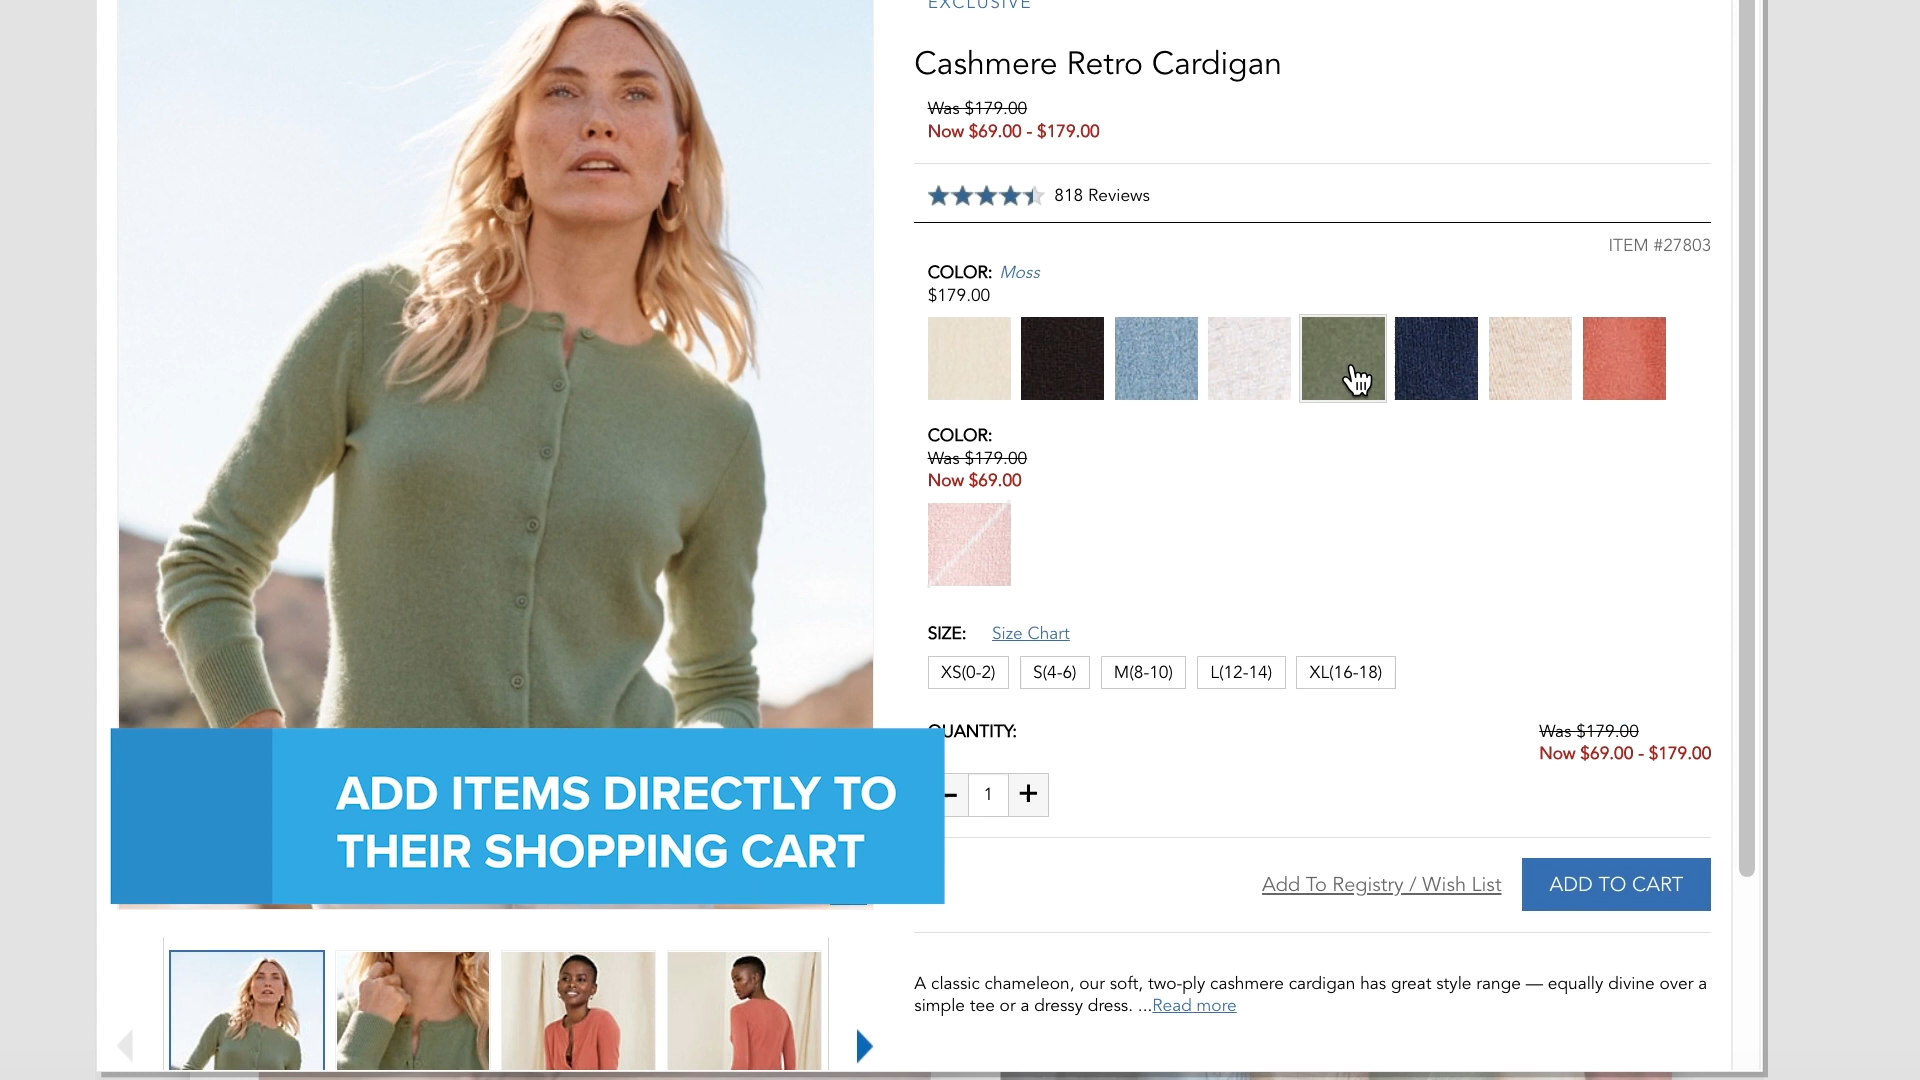 EXCLUSIVE
Cashmere Retro Cardigan
Was $179.00
Now $69.00 - $179.00
818 Reviews
ITEM #27803
COLOR: Moss
$179.00
COLOR:
Was $179.00
Now $69.00
SIZE: Size Chart
XS(0-2) S(4-6) M(8-10) L(12-14) XL(16-18)
QUANTITY:
Was $179.00
Now $69.00 - $179.00
- 1 +
ADD ITEMS DIRECTLY TO
THEIR SHOPPING CART
Add To Registry / Wish List ADD TO CART
A classic chameleon, our soft, two-ply cashmere cardigan has great style range — equally divine over a
simple tee or a dressy dress. ...Read more